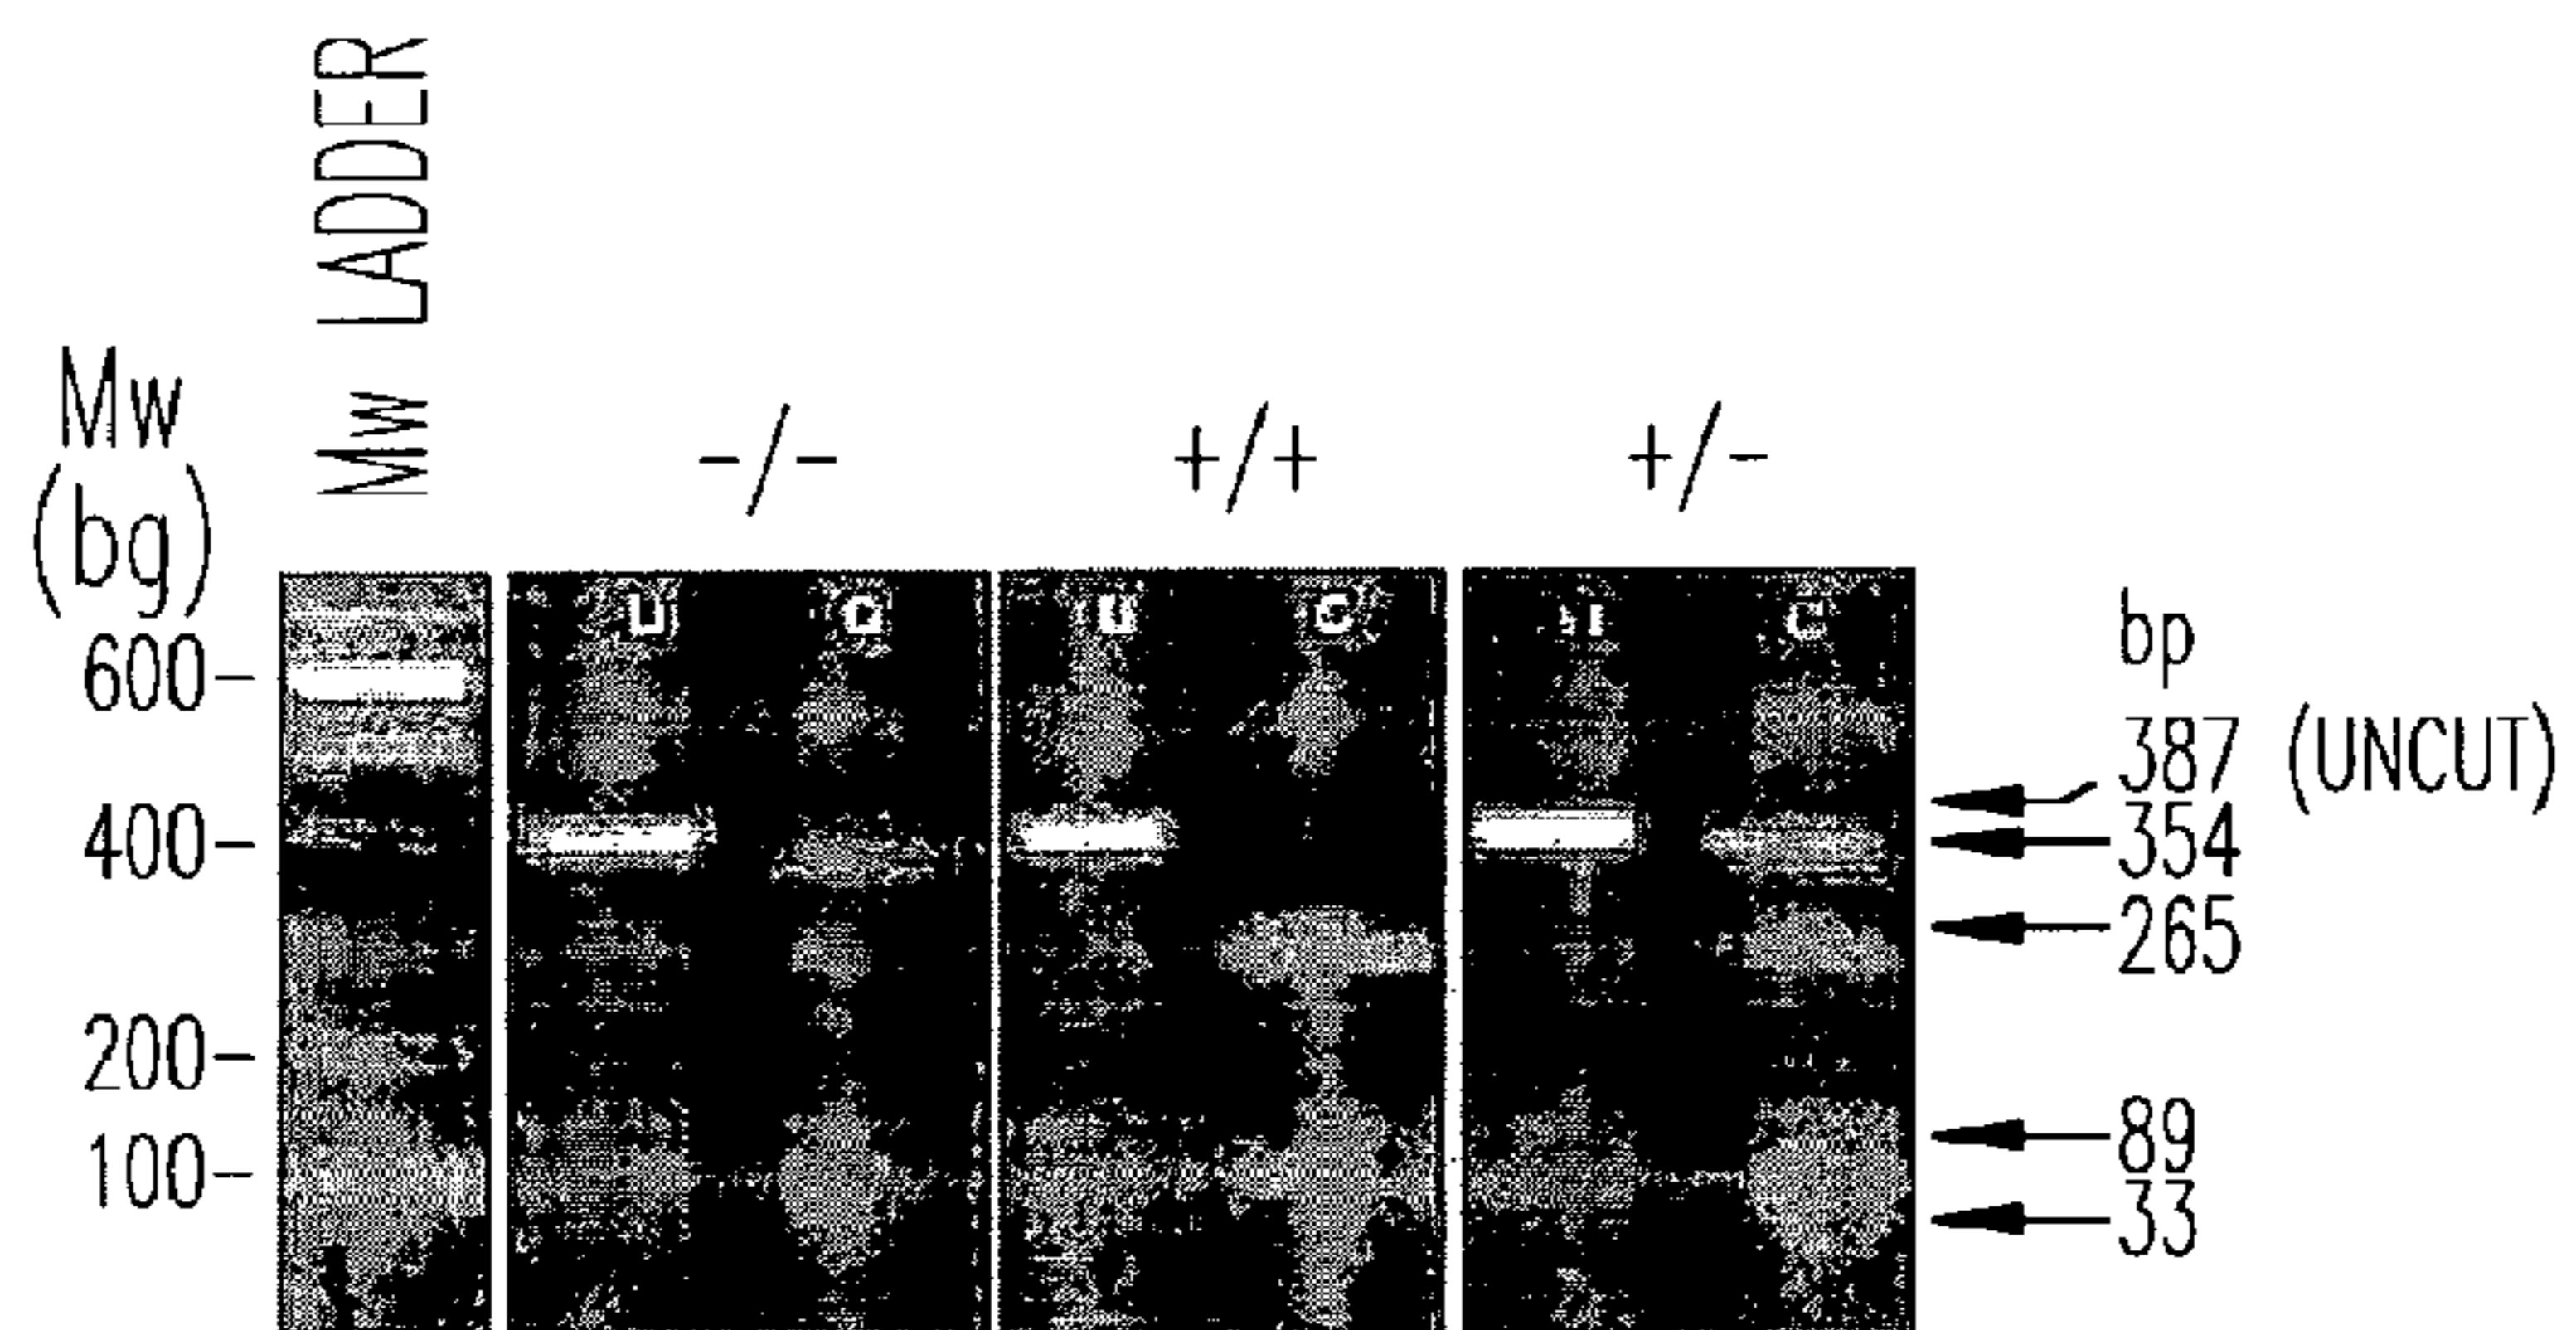 Mw LADDER
Mw
(bg)
-/- +/+ +/-
U C U C C
bp
600-
387 (UNCUT)
400-
354
265
200-
100-
89
33